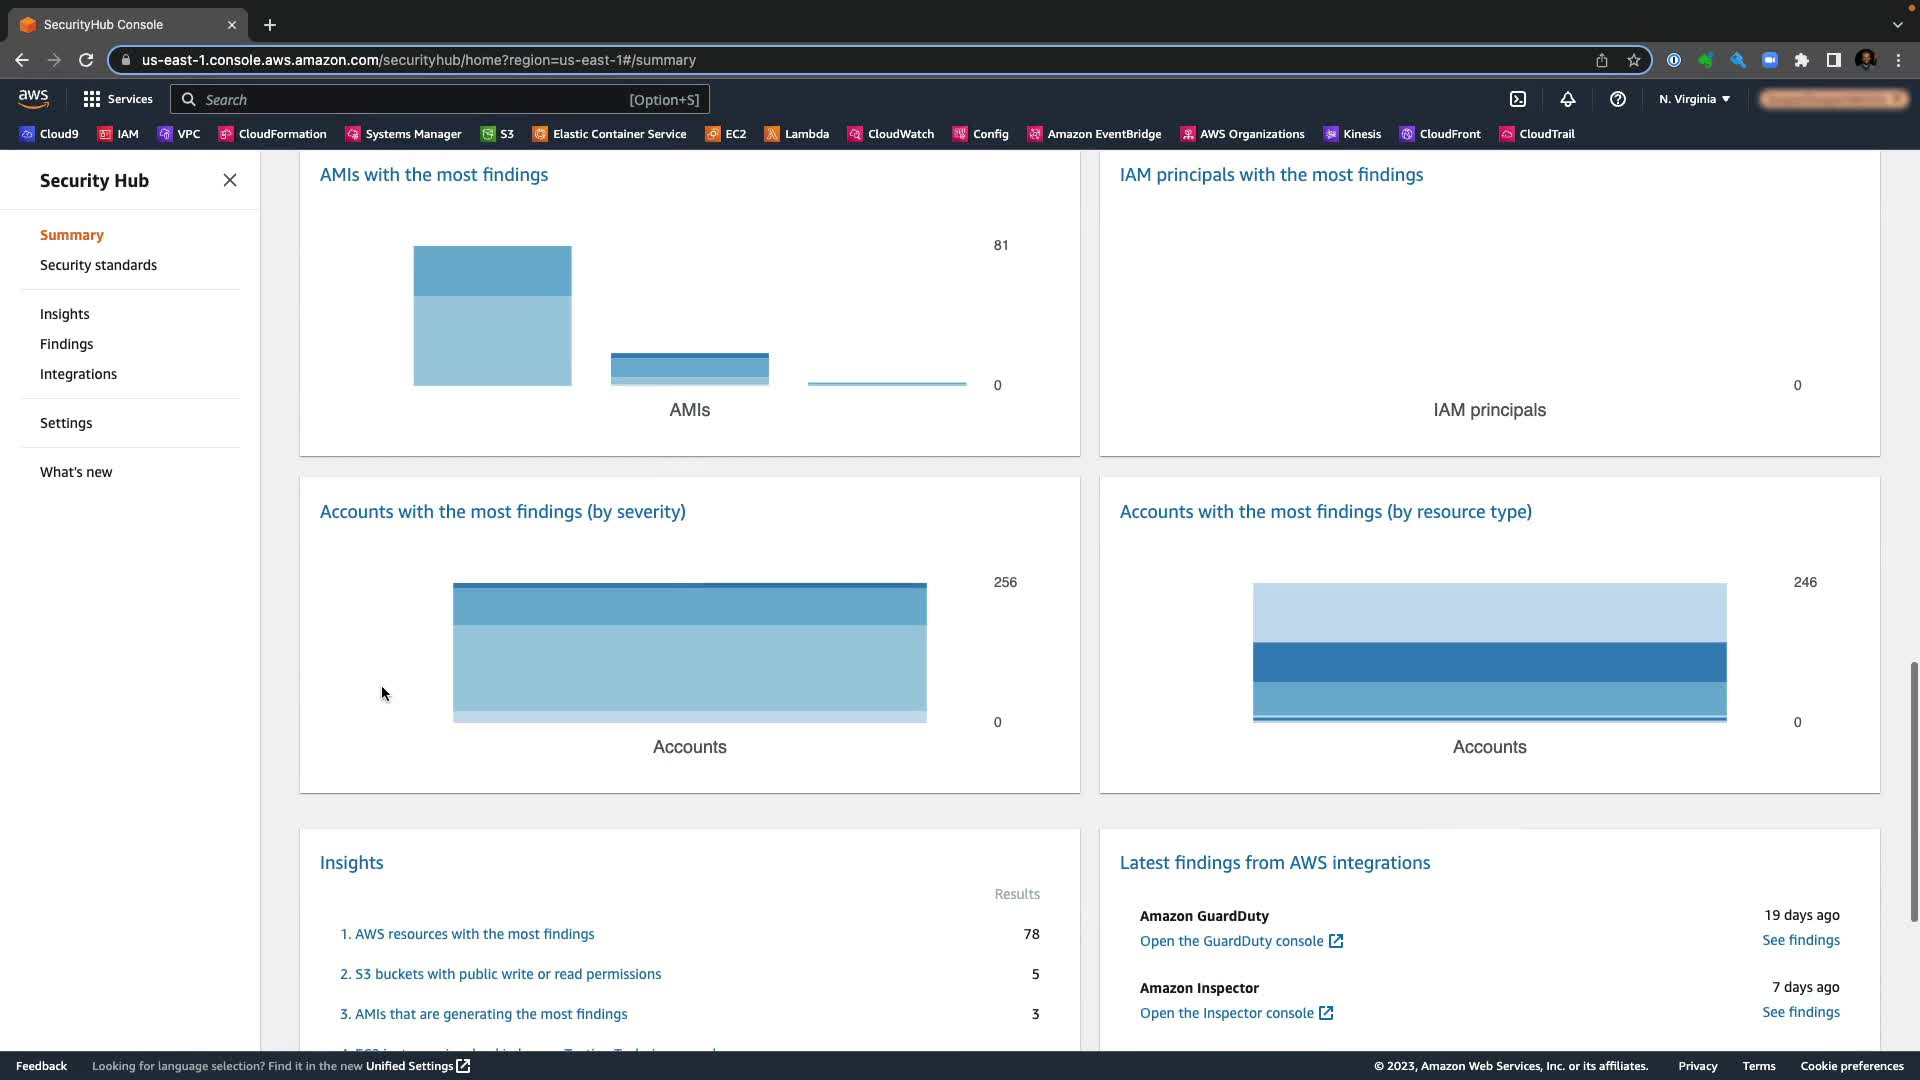 SecurityHub Console
us-east-1.console.aws.amazon.com/securityhub/home?region=us-east-1#/summary
aws Services Search [Option+S] N. Virginia
Cloud9 IAM VPC CloudFormation Systems Manager S3 Elastic Container Service EC2 Lambda CloudWatch Config Amazon EventBridge AWS Organizations Kinesis CloudFront CloudTrail
Security Hub
Summary
Security standards
Insights
Findings
Integrations
Settings
What's new
AMIs with the most findings
81
0
AMIs
IAM principals with the most findings
0
IAM principals
Accounts with the most findings (by severity)
256
0
Accounts
Accounts with the most findings (by resource type)
246
0
Accounts
Insights
Results
1. AWS resources with the most findings 78
2. S3 buckets with public write or read permissions 5
3. AMIs that are generating the most findings 3
Latest findings from AWS integrations
Amazon GuardDuty 19 days ago
Open the GuardDuty console See findings
Amazon Inspector 7 days ago
Open the Inspector console See findings
Feedback Looking for language selection? Find it in the new Unified Settings © 2023, Amazon Web Services, Inc. or its affiliates. Privacy Terms Cookie preferences